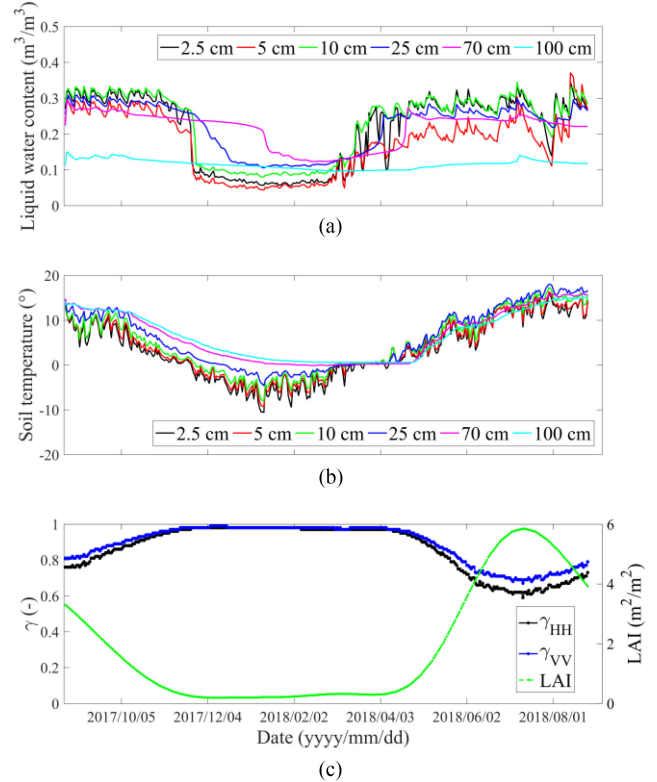 0.5
2.5 cm 5 cm 10 cm 25 cm 70 cm 100 cm
0.4
0.3
0.2
0.1
0
Liquid water content (m³/m³)
(a)
20
10
0
-10
-20
Soil temperature (°)
2.5 cm 5 cm 10 cm 25 cm 70 cm 100 cm
(b)
1 6
0.8
0.6 4
0.4
0.2 2
0 0
γ (-)
LAI (m²/m²)
γHH
γVV
LAI
2017/10/05 2017/12/04 2018/02/02 2018/04/03 2018/06/02 2018/08/01
Date (yyyy/mm/dd)
(c)